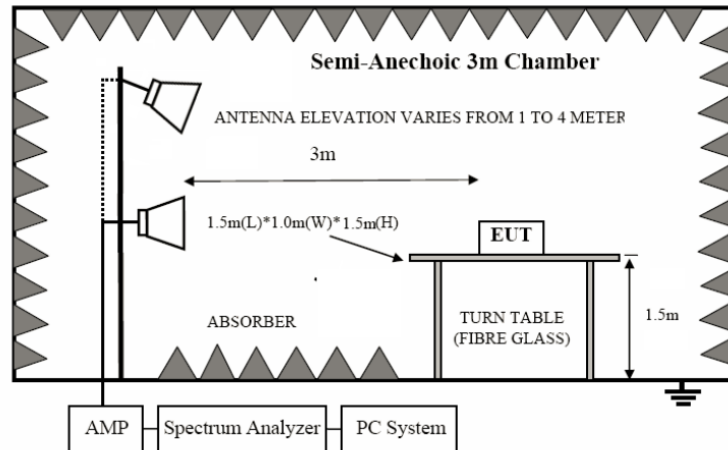 Semi-Anechoic 3m Chamber
ANTENNA ELEVATION VARIES FROM 1 TO 4 METER
3m
1.5m(L)*1.0m(W)*1.5m(H)
EUT
1.5m
ABSORBER
TURN TABLE
(FIBRE GLASS)
AMP
Spectrum Analyzer
PC System